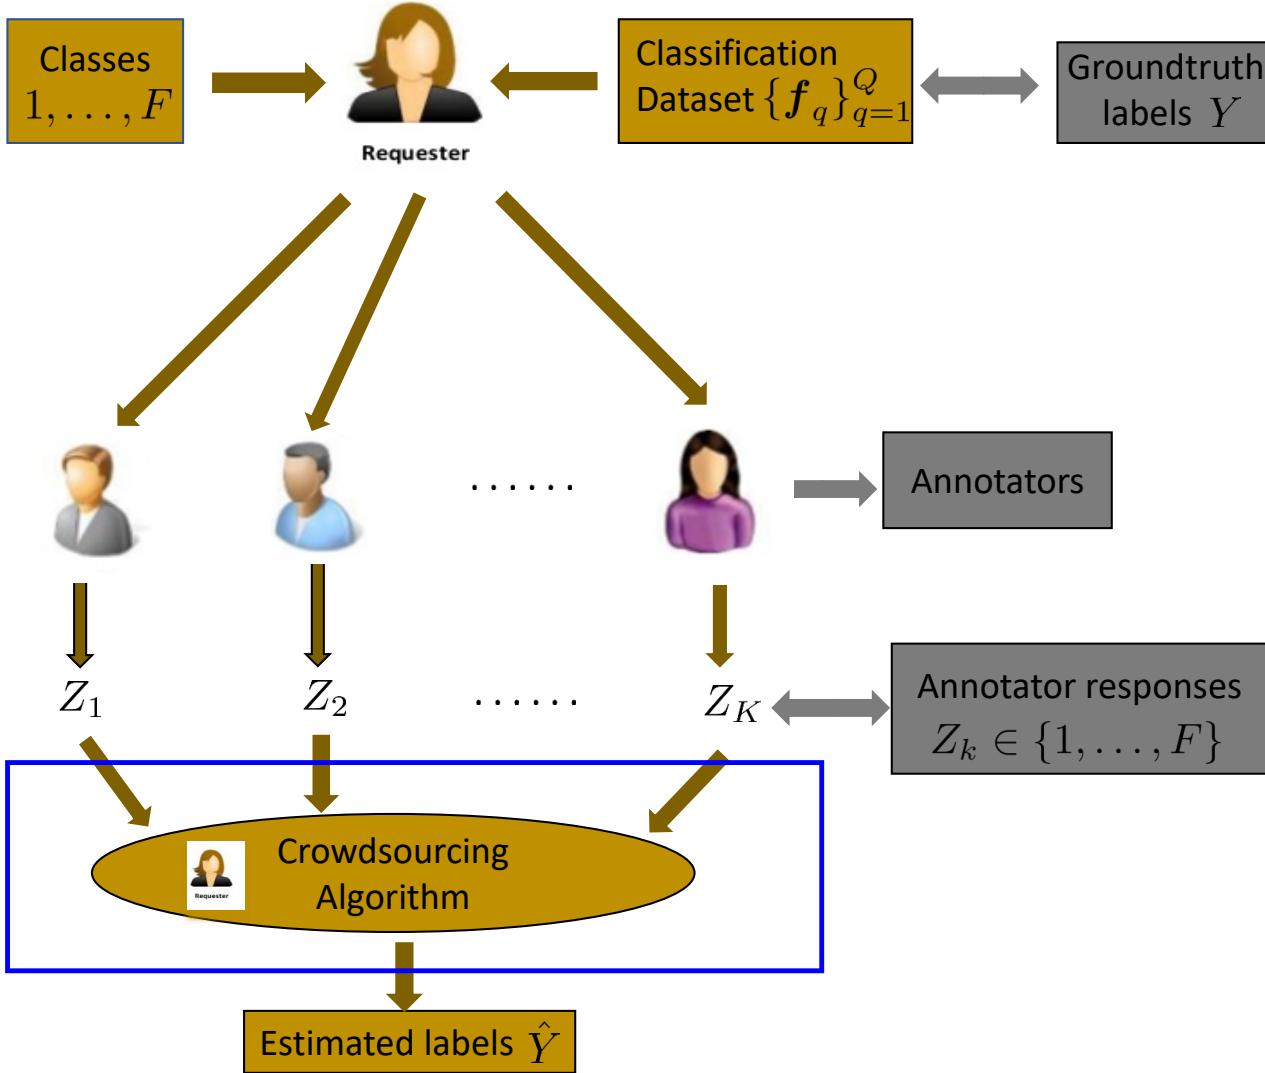 Classes
1, . . . , F
Requester
Classification
Dataset {f_q}_{q=1}^Q
Groundtruth
labels Y
. . . . . .
Annotators
Z_1
Z_2
. . . . . .
Z_K
Annotator responses
Z_k ∈ {1, . . . , F}
Crowdsourcing
Algorithm
Requester
Estimated labels Ŷ